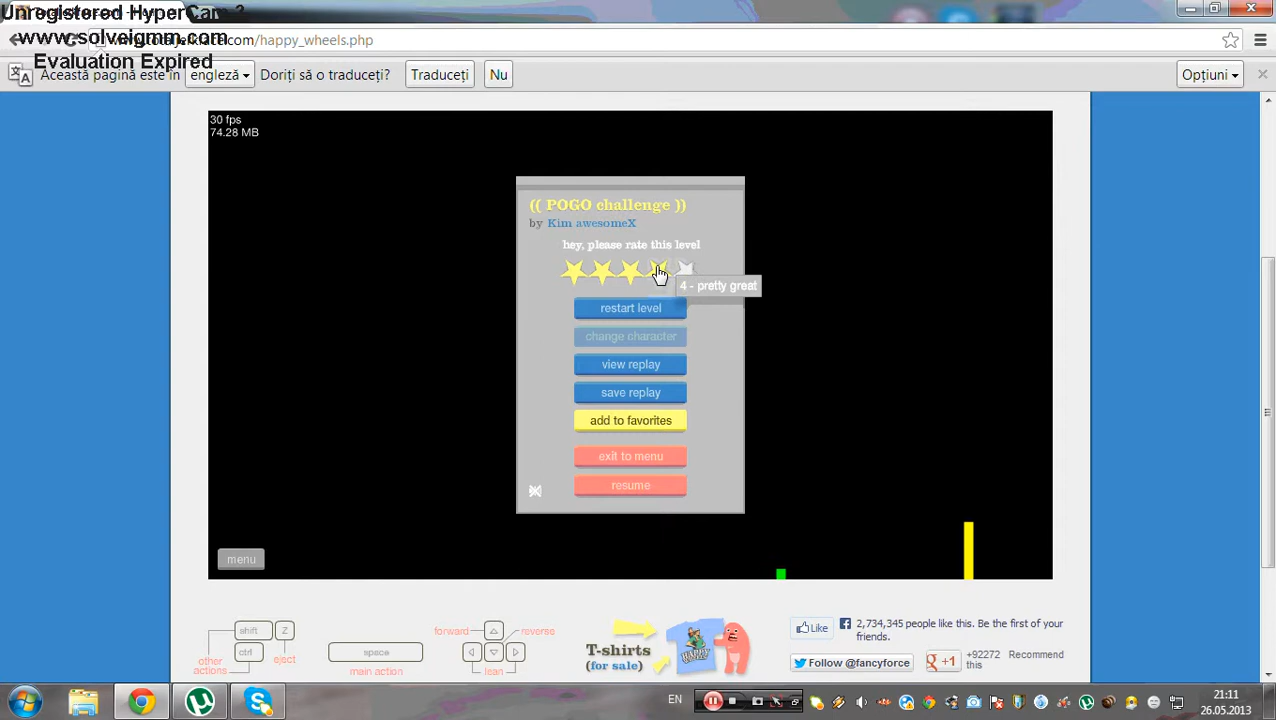 Unregistered HyperCam 2
www.solveigmm.com
Evaluation Expired
/happy_wheels.php
Această pagină este în engleză Doriți să o traduceți? Traduceți Nu Opțiuni
30 fps
74.28 MB
(( POGO challenge ))
by Kim awesomeX
hey, please rate this level
4 - pretty great
restart level
change character
view replay
save replay
add to favorites
exit to menu
resume
menu
shift Z
ctrl
other actions
eject
space
main action
forward
reverse
lean
T-shirts
(for sale)
HAPPY
Like
2,734,345 people like this. Be the first of your friends.
Follow @fancyforce
+1
+92272 Recommend this
EN
21:11
26.05.2013